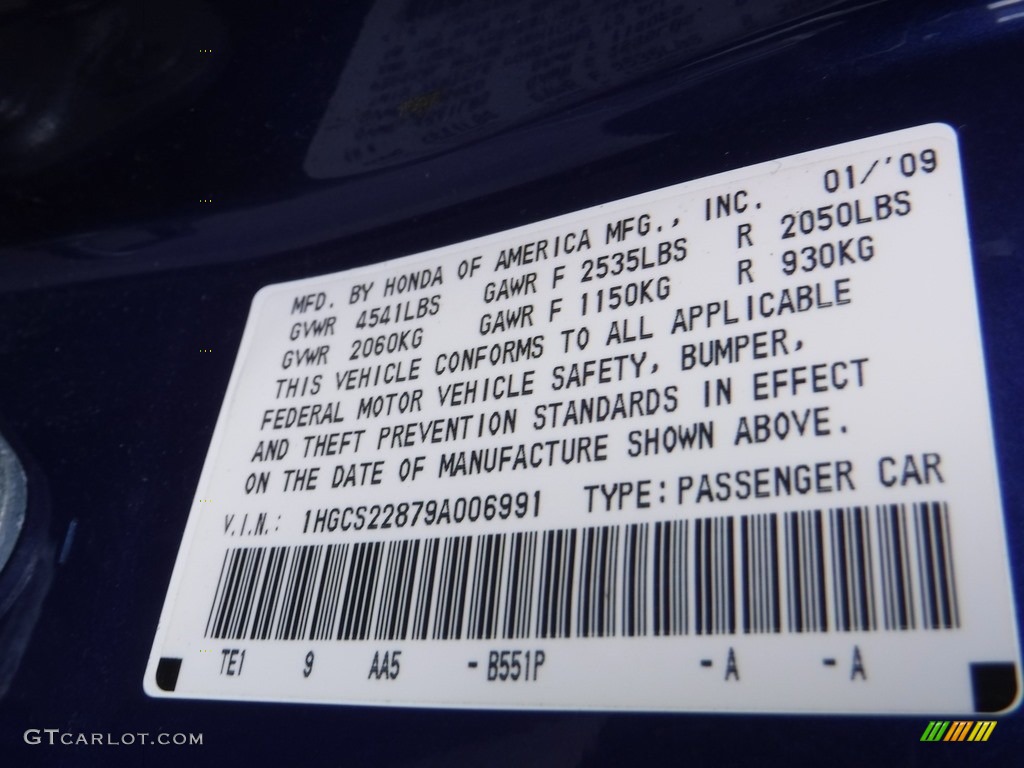 MFD. BY HONDA OF AMERICA MFG., INC. 01/'09
GVWR 4541LBS GAWR F 2535LBS R 2050LBS
GVWR 2060KG GAWR F 1150KG R 930KG
THIS VEHICLE CONFORMS TO ALL APPLICABLE
FEDERAL MOTOR VEHICLE SAFETY, BUMPER,
AND THEFT PREVENTION STANDARDS IN EFFECT
ON THE DATE OF MANUFACTURE SHOWN ABOVE.
V.I.N.: 1HGCS22879A006991 TYPE:PASSENGER CAR
TE1 9 AA5 -B551P -A -A
GTCARLOT.COM